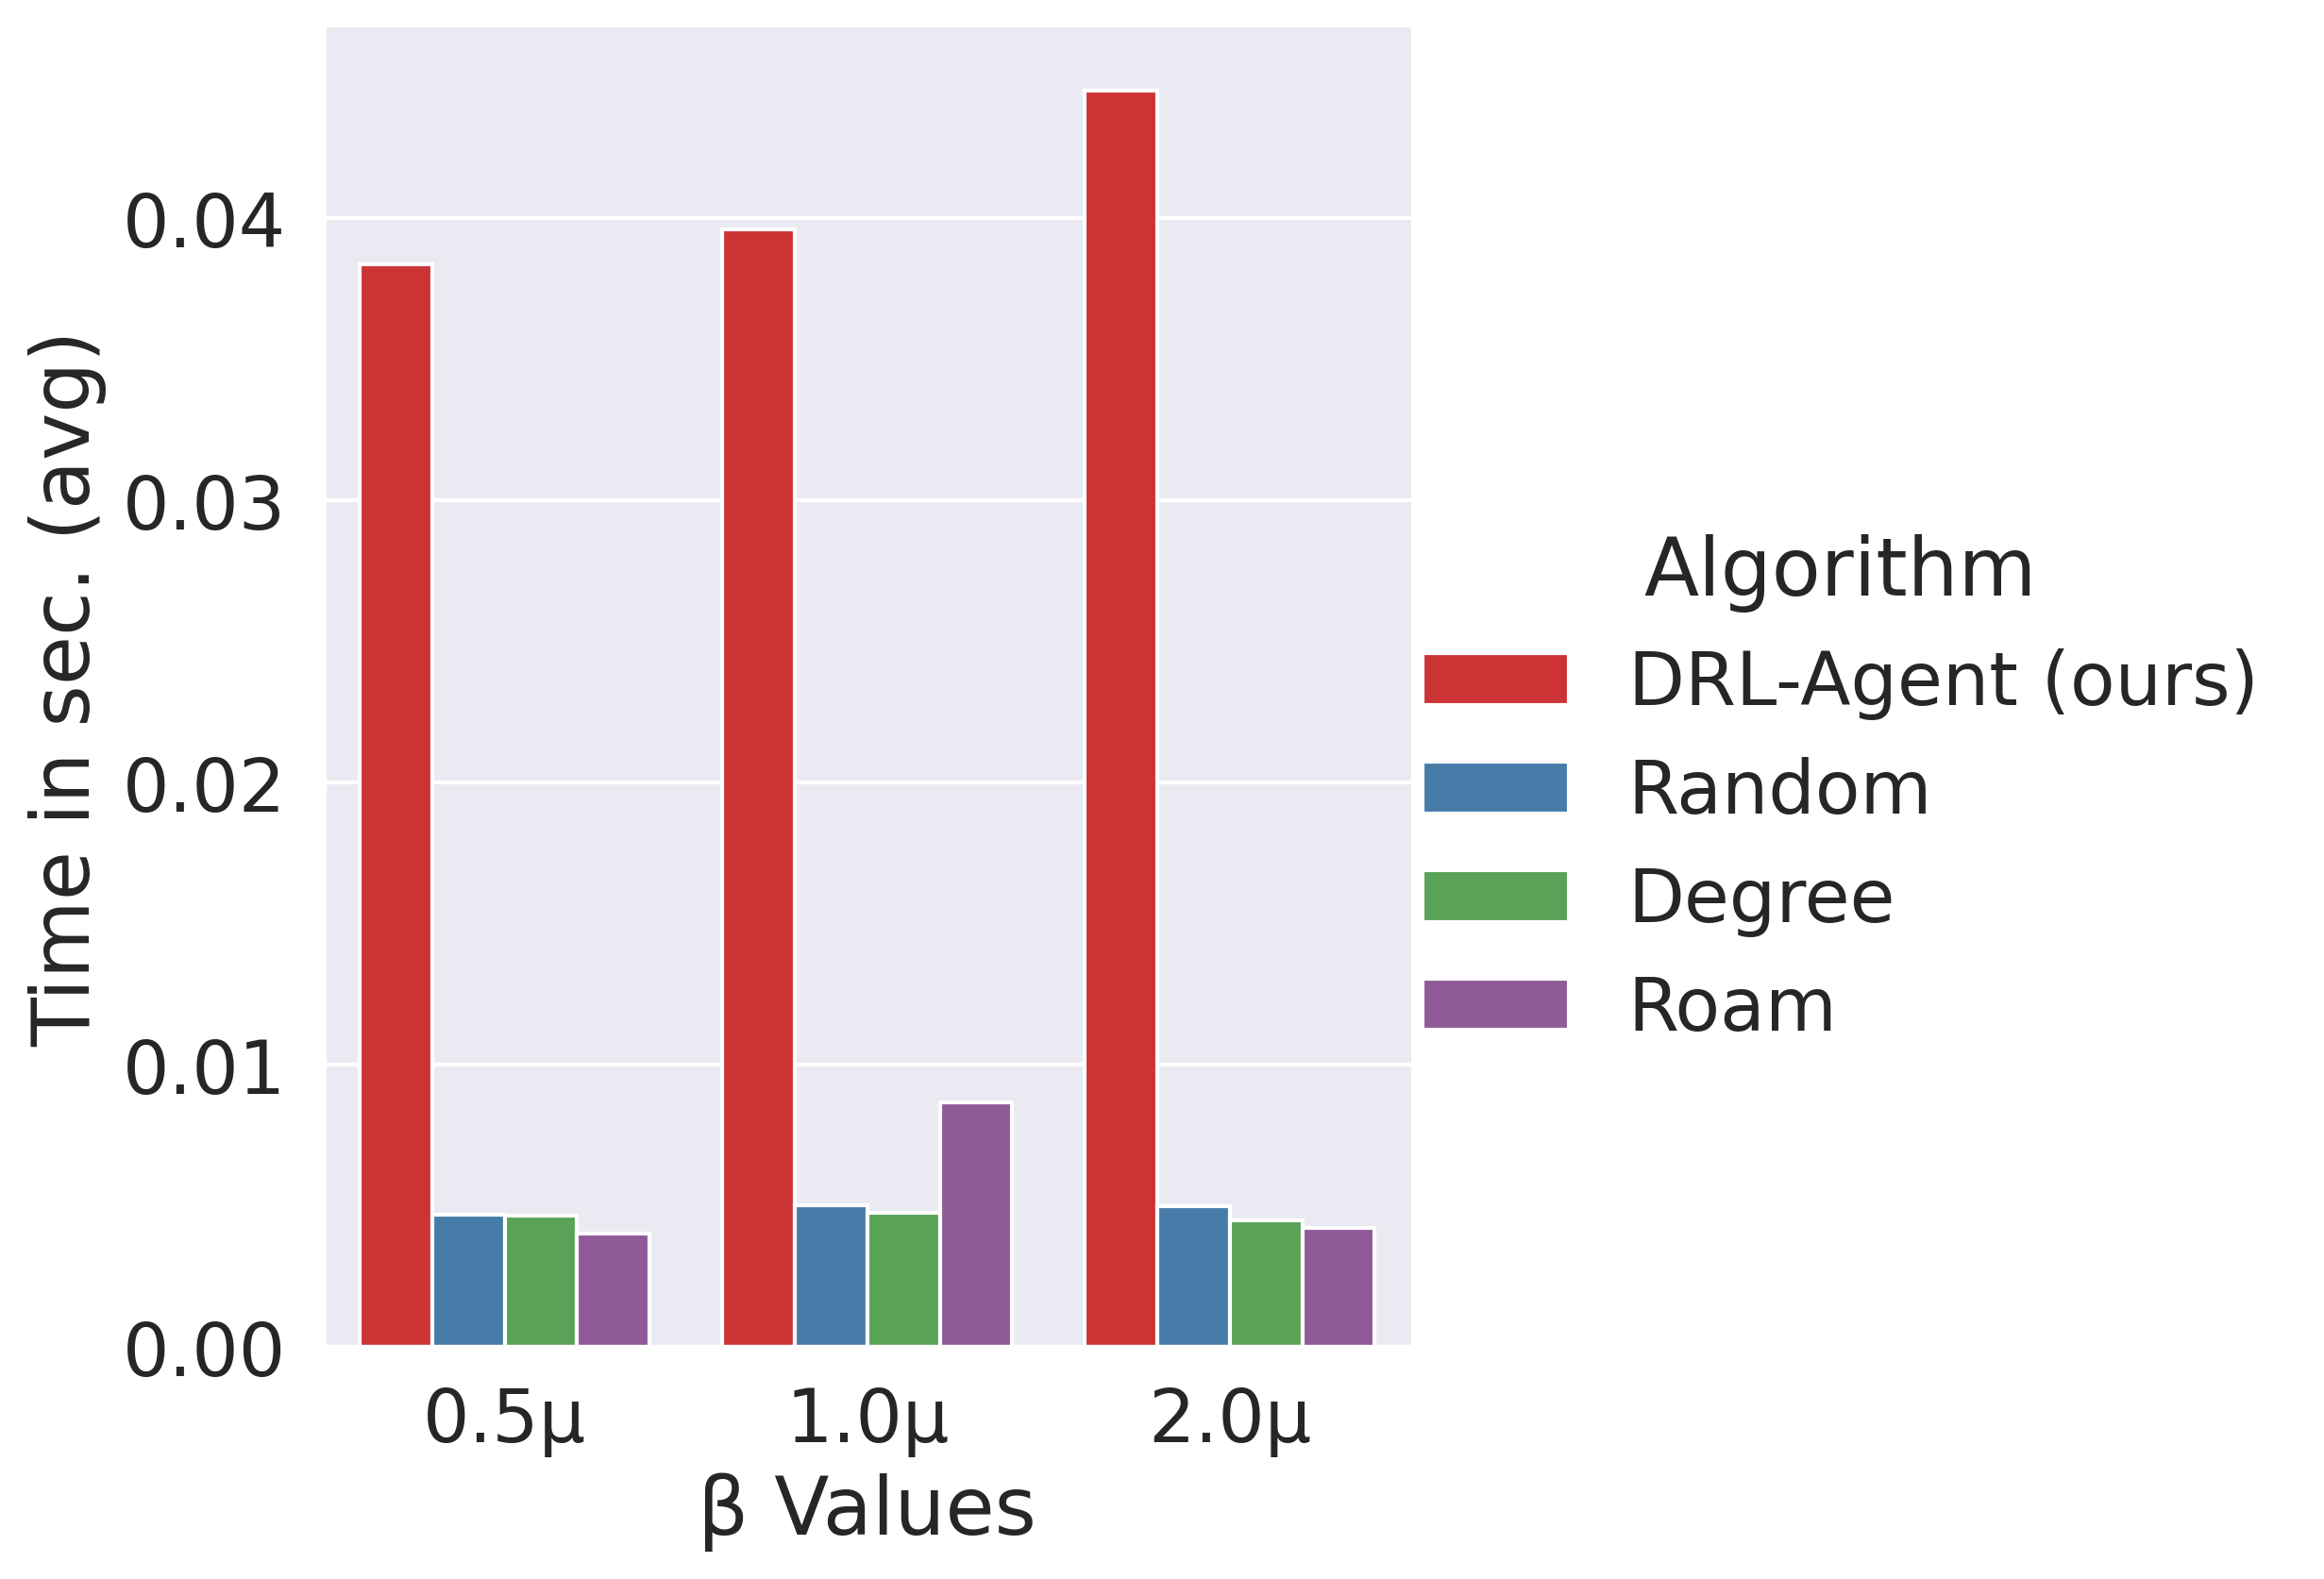 Time in sec. (avg)
0.04
0.03
0.02
0.01
0.00
0.5µ 1.0µ 2.0µ
β Values
Algorithm
DRL-Agent (ours)
Random
Degree
Roam